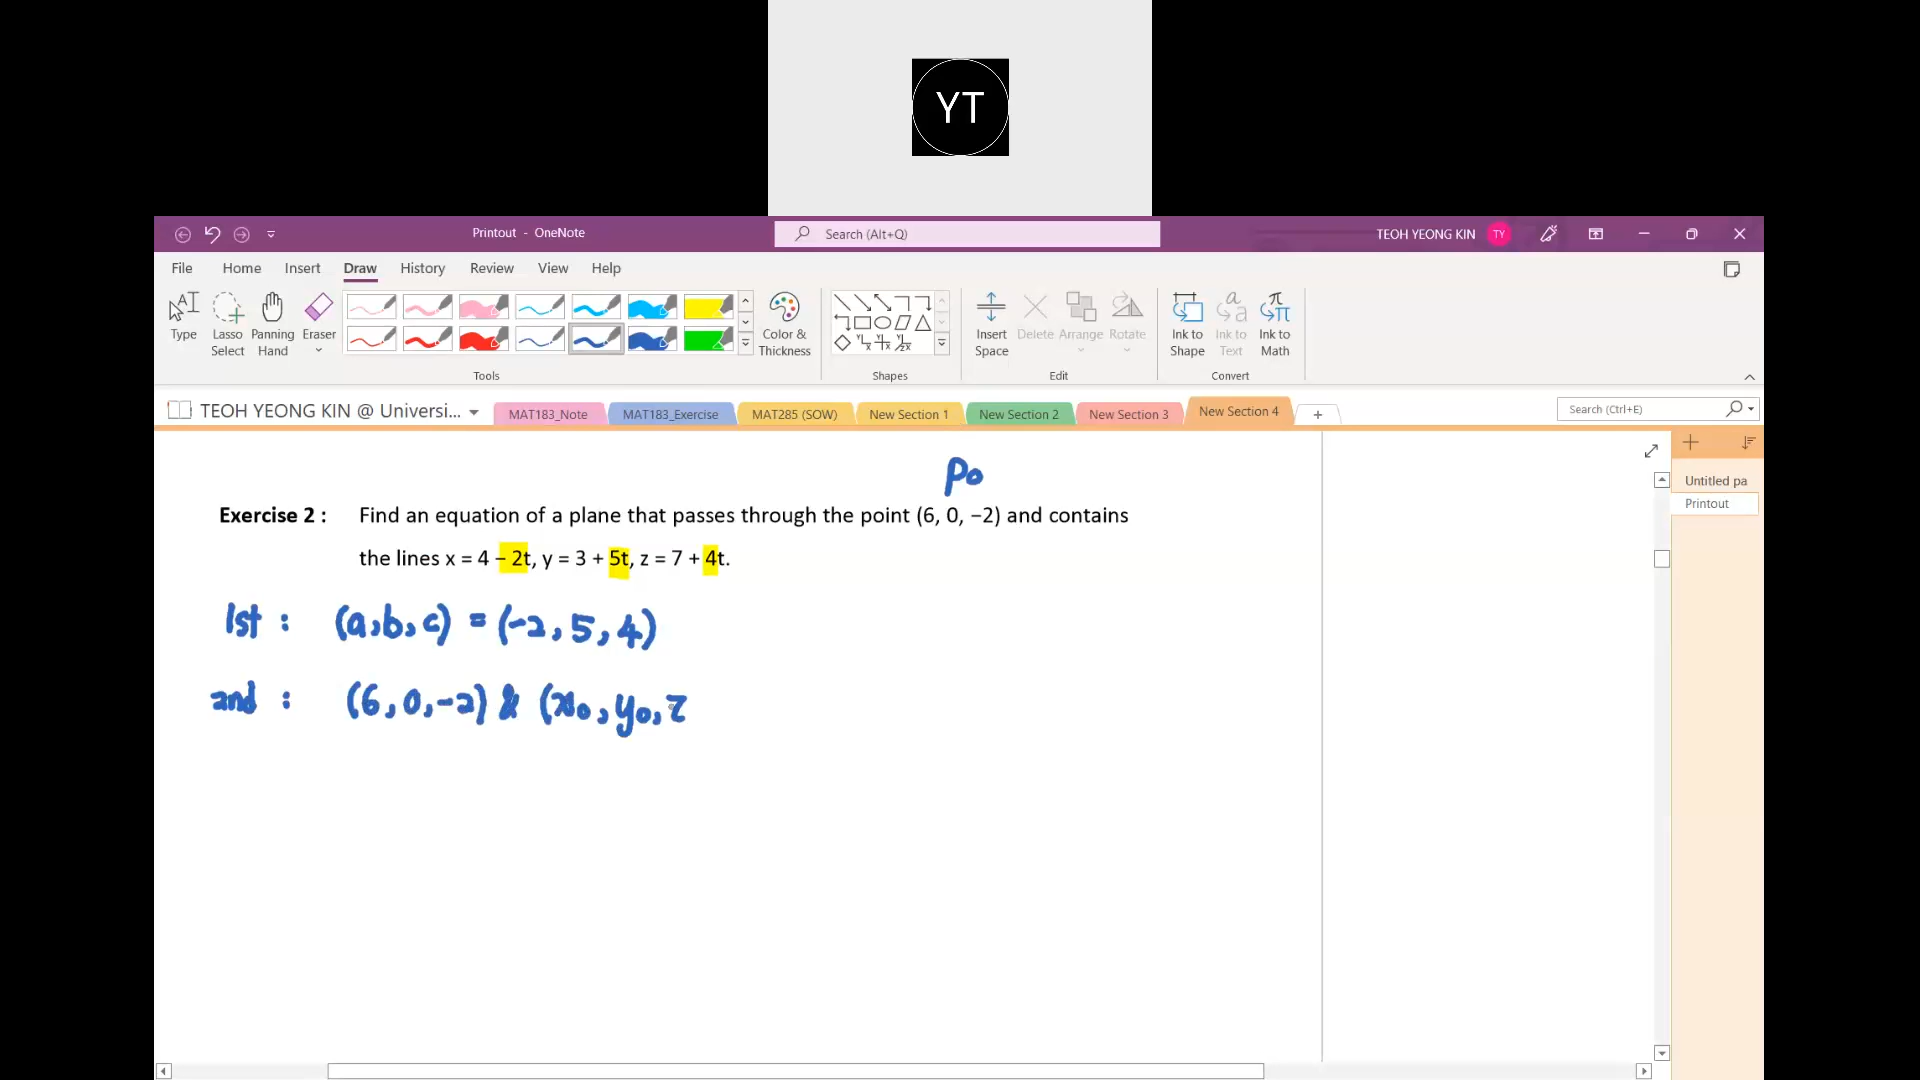 YT
Printout - OneNote
Search (Alt+Q)
TEOH YEONG KIN TY
File Home Insert Draw History Review View Help
Type Lasso Select Panning Hand Eraser
Color & Thickness
Insert Space Delete Arrange Rotate
Ink to Shape Ink to Text Ink to Math
Tools Shapes Edit Convert
TEOH YEONG KIN @ Universi... MAT183_Note MAT183_Exercise MAT285 (SOW) New Section 1 New Section 2 New Section 3 New Section 4 +
Search (Ctrl+E)
Untitled pa
Printout
Po
Exercise 2 : Find an equation of a plane that passes through the point (6, 0, −2) and contains
the lines x = 4 − 2t, y = 3 + 5t, z = 7 + 4t.
1st : (a,b,c) = (-2,5,4)
2nd : (6,0,-2) & (x0,y0,z